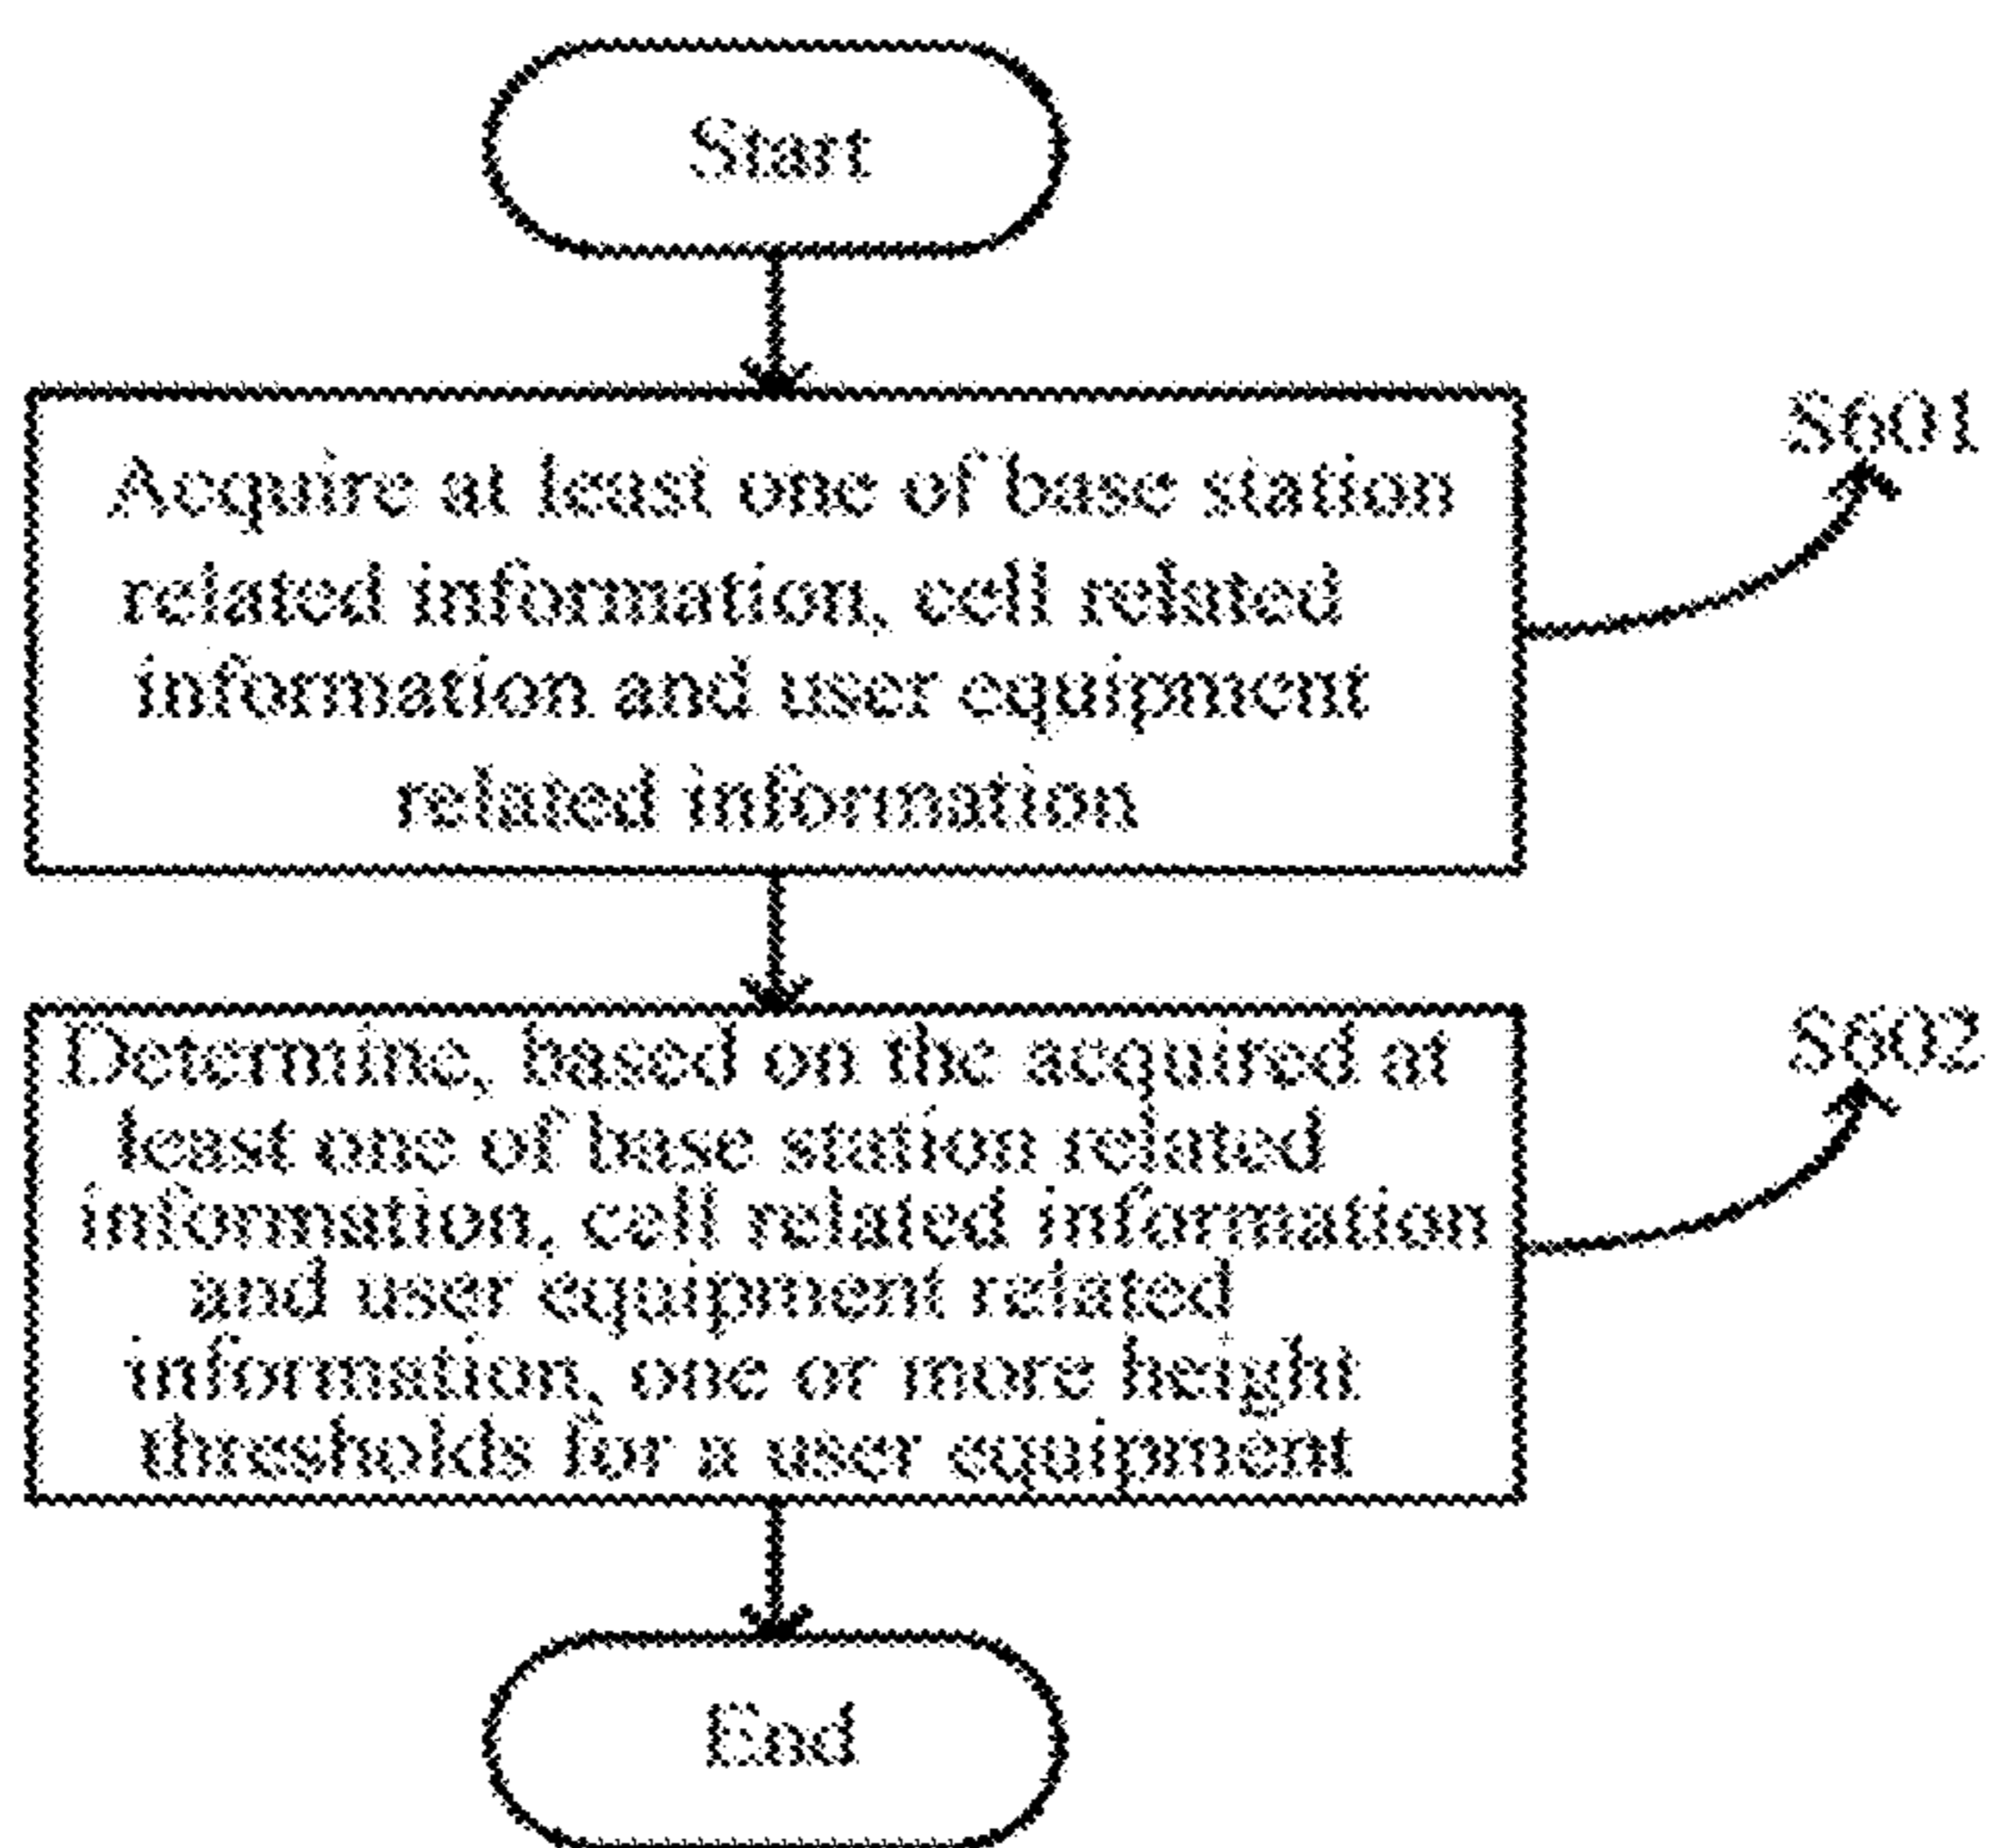 Start
Acquire at least one of base station
related information, cell related
information and user equipment
related information
S601
Determine, based on the acquired at
least one of base station related
information, cell related information
and user equipment related
information, one or more height
thresholds for a user equipment
S602
End